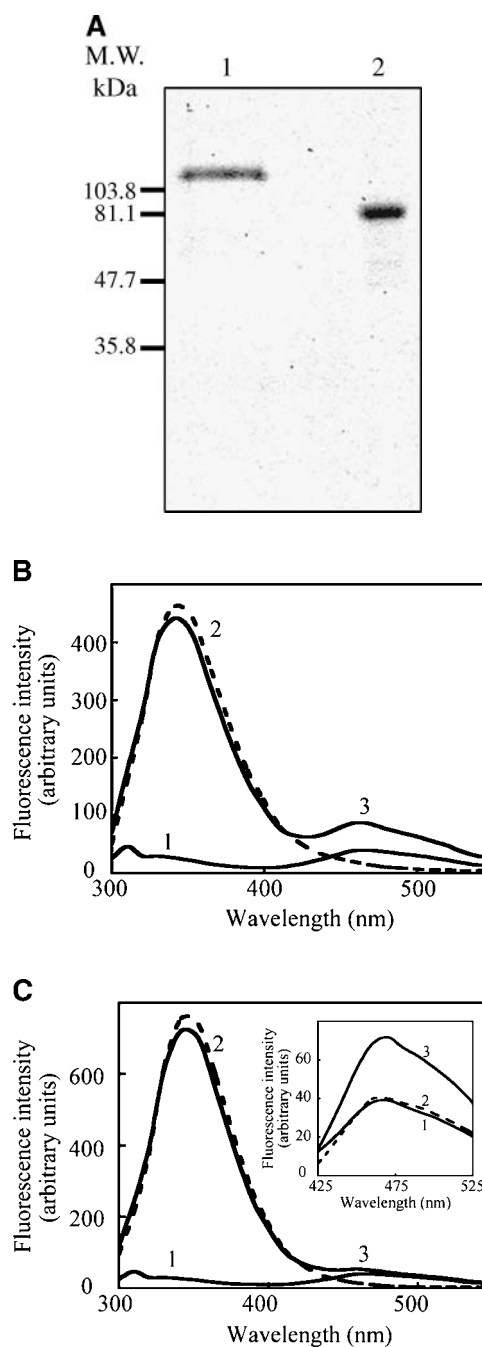 A
M.W.
kDa
1 2
103.8
81.1
47.7
35.8
B
Fluorescence intensity
(arbitrary units)
400
300
200
100
0
2
3
1
300 400 500
Wavelength (nm)
C
Fluorescence intensity
(arbitrary units)
600
400
200
0
2
1
3
300 400 500
Wavelength (nm)
Fluorescence intensity
(arbitrary units)
60
40
20
0
3
2
1
425 475 525
Wavelength (nm)